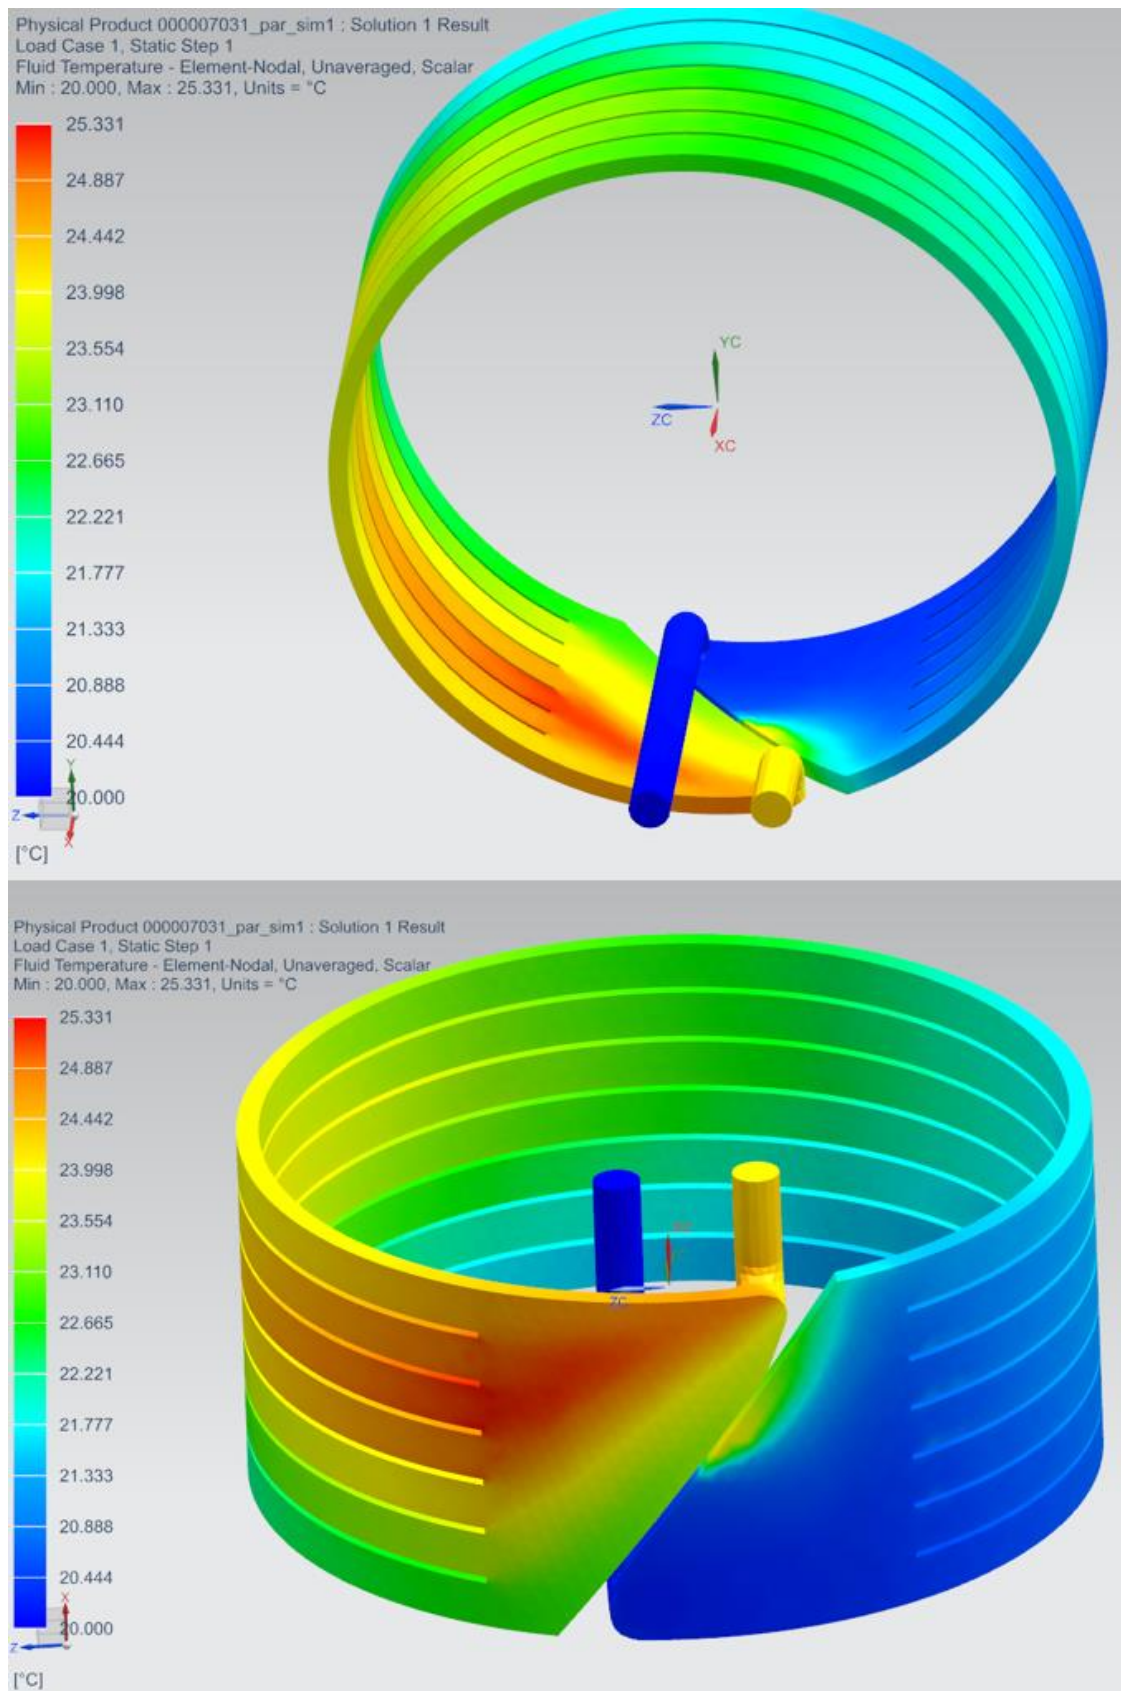 Physical Product 000007031_par_sim1 : Solution 1 Result
Load Case 1, Static Step 1
Fluid Temperature - Element-Nodal, Unaveraged, Scalar
Min : 20.000, Max : 25.331, Units = °C
25.331
24.887
24.442
23.998
23.554
23.110
22.665
22.221
21.777
21.333
20.888
20.444
20.000
[°C]
YC
ZC
XC
Y
Z
X
Physical Product 000007031_par_sim1 : Solution 1 Result
Load Case 1, Static Step 1
Fluid Temperature - Element-Nodal, Unaveraged, Scalar
Min : 20.000, Max : 25.331, Units = °C
25.331
24.887
24.442
23.998
23.554
23.110
22.665
22.221
21.777
21.333
20.888
20.444
20.000
[°C]
ZC
X
Z